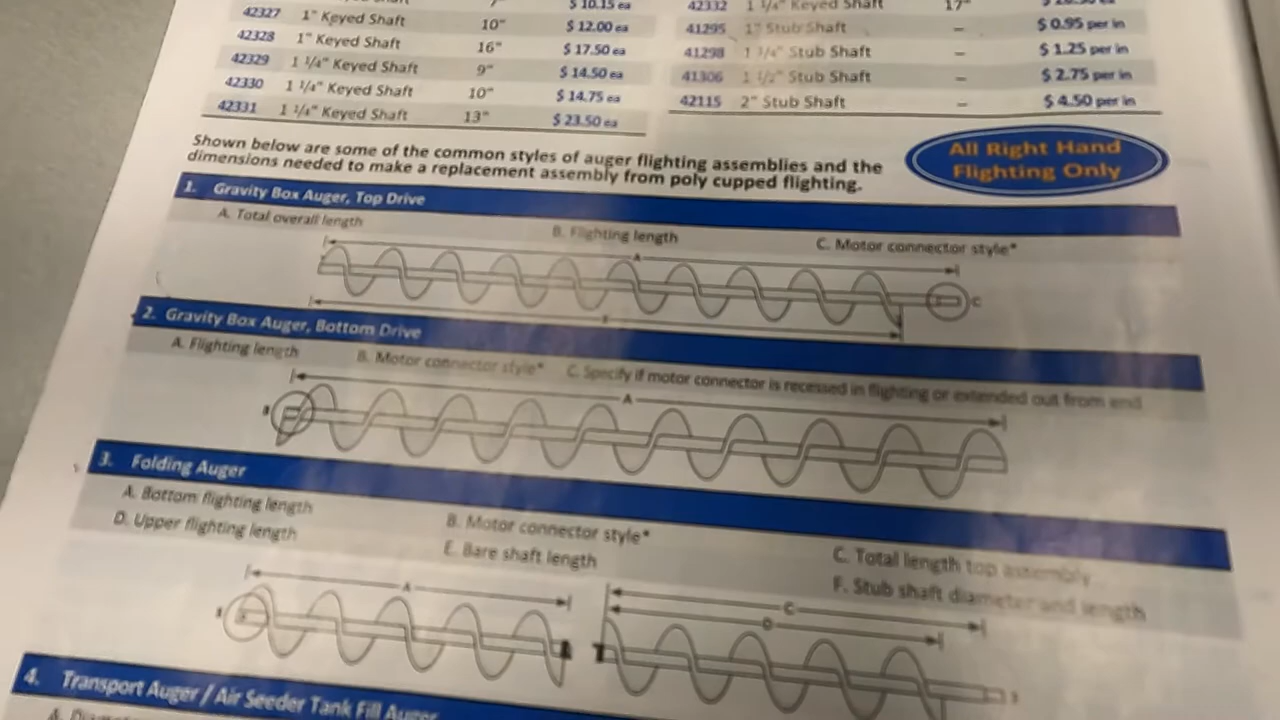 $ 10.15 ea
42327 1" Keyed Shaft 10" $ 12.00 ea
42328 1" Keyed Shaft 16" $ 17.50 ea
42329 1 1/4" Keyed Shaft 9" $ 14.50 ea
42330 1 1/4" Keyed Shaft 10" $ 14.75 ea
42331 1 1/4" Keyed Shaft 13" $ 23.50 ea
42332 1 1/4" Keyed Shaft 17"
41295 1" Stub Shaft – $ 0.95 per in
41298 1 1/4" Stub Shaft – $ 1.25 per in
41306 1 1/2" Stub Shaft – $ 2.75 per in
42115 2" Stub Shaft – $ 4.50 per in
Shown below are some of the common styles of auger flighting assemblies and the
dimensions needed to make a replacement assembly from poly cupped flighting.
All Right Hand
Flighting Only
1. Gravity Box Auger, Top Drive
A. Total overall length B. Flighting length C. Motor connector style*
A
C
B
2. Gravity Box Auger, Bottom Drive
A. Flighting length B. Motor connector style* C. Specify if motor connector is recessed in flighting or extended out from end
A
B
3. Folding Auger
A. Bottom flighting length B. Motor connector style* C. Total length top assembly
D. Upper flighting length E. Bare shaft length F. Stub shaft diameter and length
A
C
D
4. Transport Auger / Air Seeder Tank Fill Auger